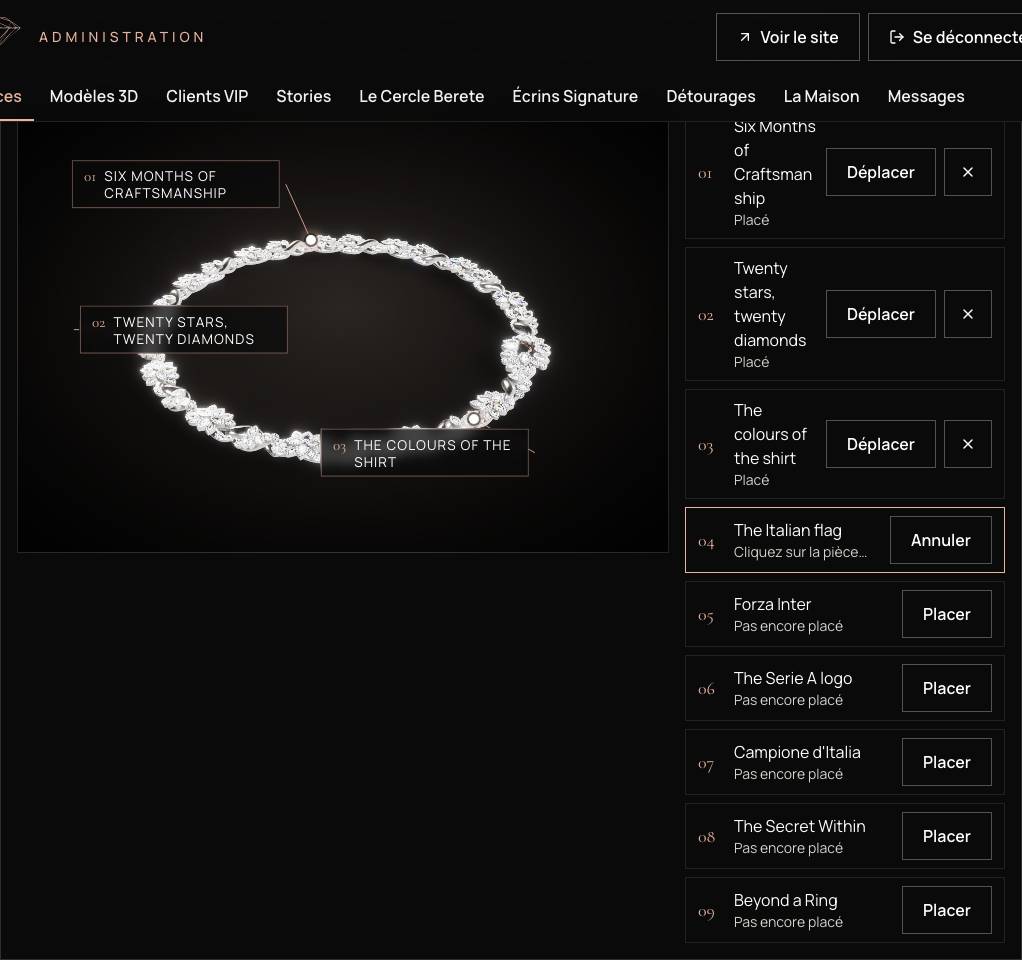 ADMINISTRATION
Voir le site
Se déconnecte
ces
Modèles 3D
Clients VIP
Stories
Le Cercle Berete
Écrins Signature
Détourages
La Maison
Messages
01 SIX MONTHS OF
CRAFTSMANSHIP
02 TWENTY STARS,
TWENTY DIAMONDS
03 THE COLOURS OF THE
SHIRT
01
Six Months
of
Craftsman
ship
Placé
Déplacer
×
02
Twenty
stars,
twenty
diamonds
Placé
Déplacer
×
03
The
colours of
the shirt
Placé
Déplacer
×
04
The Italian flag
Cliquez sur la pièce…
Annuler
05
Forza Inter
Pas encore placé
Placer
06
The Serie A logo
Pas encore placé
Placer
07
Campione d'Italia
Pas encore placé
Placer
08
The Secret Within
Pas encore placé
Placer
09
Beyond a Ring
Pas encore placé
Placer